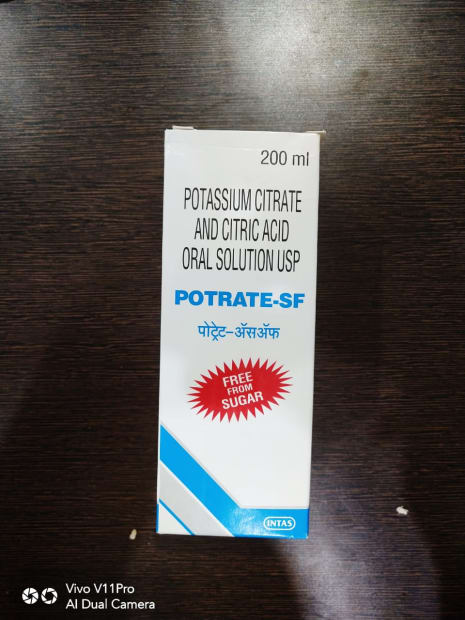 200 ml
POTASSIUM CITRATE
AND CITRIC ACID
ORAL SOLUTION USP
POTRATE-SF
पोट्रेट-ॲसॲफ
FREE
FROM
SUGAR
INTAS
Vivo V11Pro
AI Dual Camera